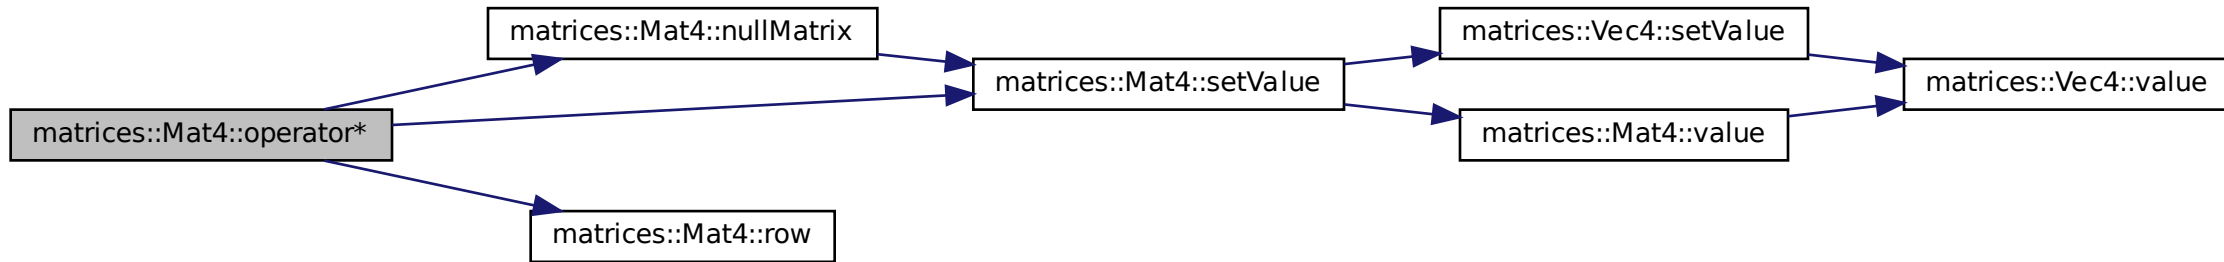 matrices::Mat4::operator*
matrices::Mat4::nullMatrix
matrices::Mat4::row
matrices::Mat4::setValue
matrices::Vec4::setValue
matrices::Mat4::value
matrices::Vec4::value